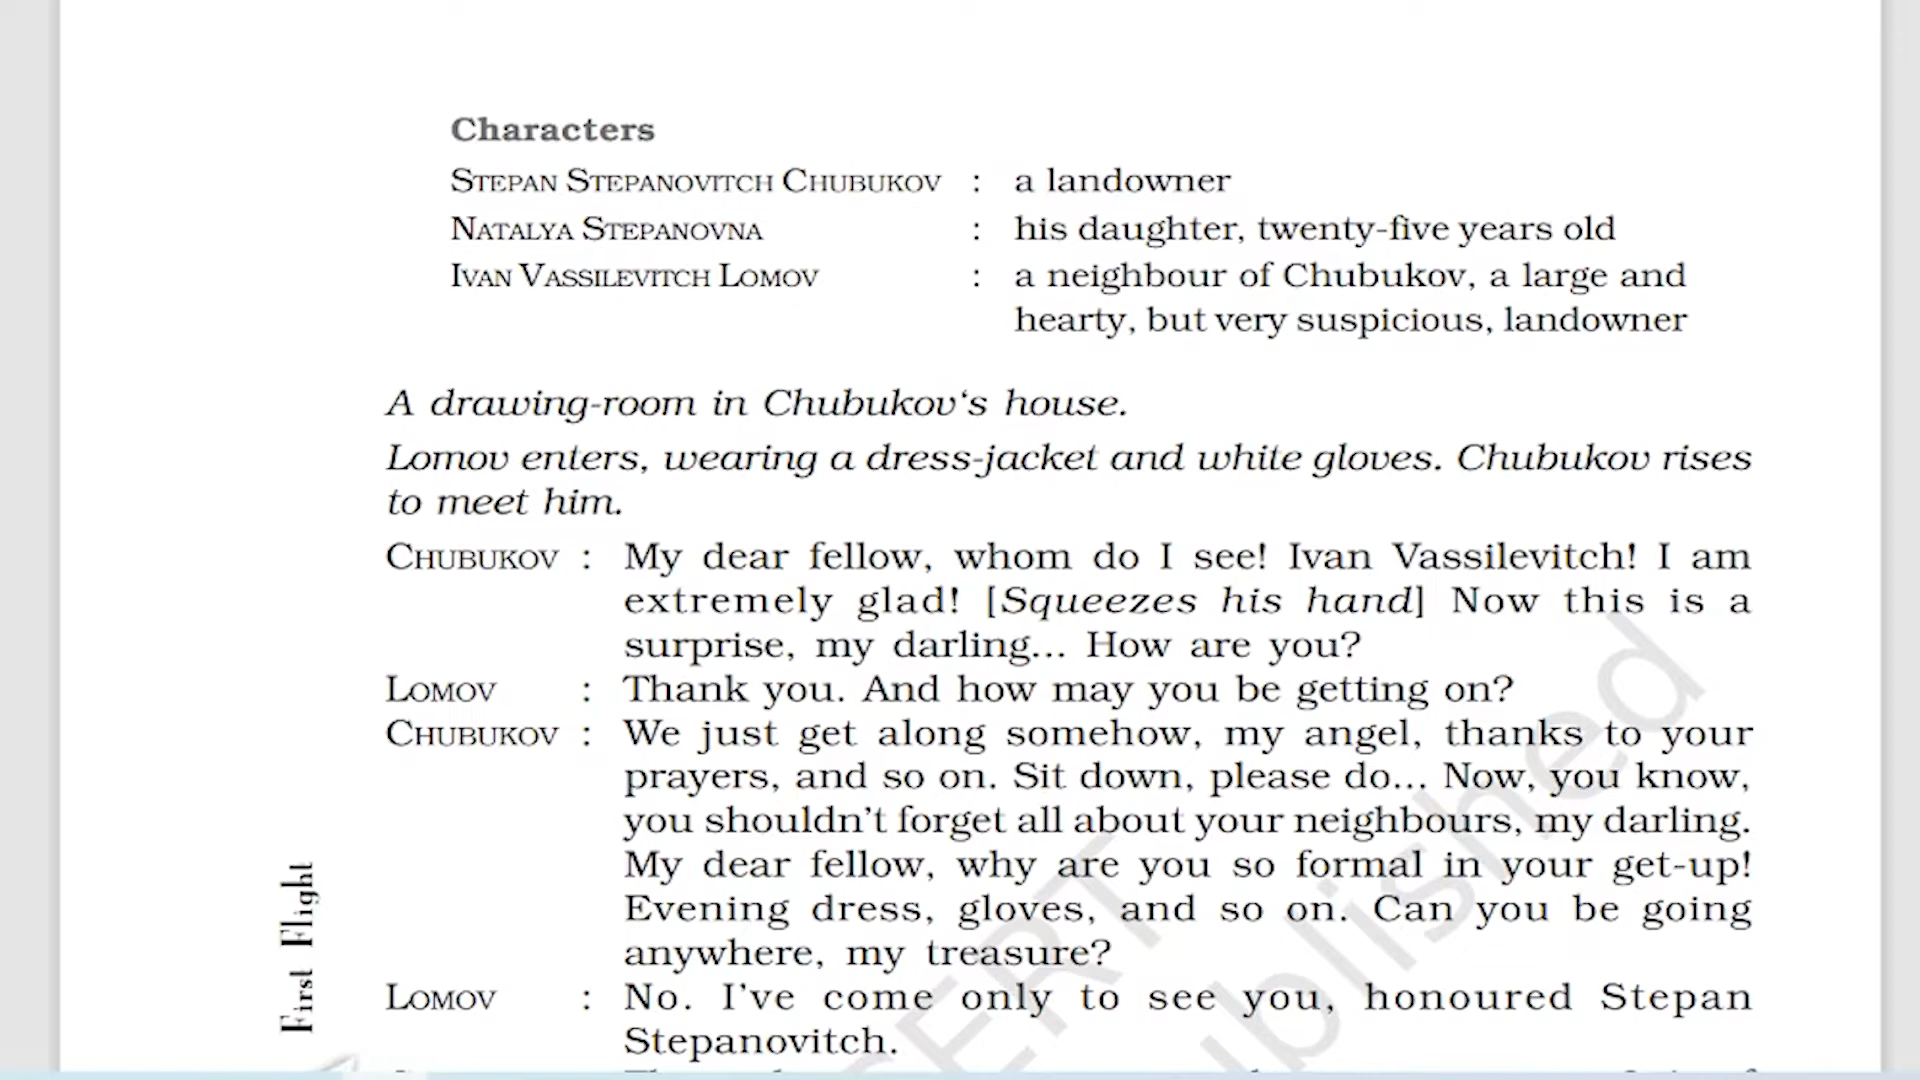 Characters
STEPAN STEPANOVITCH CHUBUKOV : a landowner
NATALYA STEPANOVNA : his daughter, twenty-five years old
IVAN VASSILEVITCH LOMOV : a neighbour of Chubukov, a large and
hearty, but very suspicious, landowner
A drawing-room in Chubukov‘s house.
Lomov enters, wearing a dress-jacket and white gloves. Chubukov rises
to meet him.
CHUBUKOV : My dear fellow, whom do I see! Ivan Vassilevitch! I am
extremely glad! [Squeezes his hand] Now this is a
surprise, my darling... How are you?
LOMOV : Thank you. And how may you be getting on?
CHUBUKOV : We just get along somehow, my angel, thanks to your
prayers, and so on. Sit down, please do... Now, you know,
you shouldn’t forget all about your neighbours, my darling.
My dear fellow, why are you so formal in your get-up!
Evening dress, gloves, and so on. Can you be going
anywhere, my treasure?
LOMOV : No. I’ve come only to see you, honoured Stepan
Stepanovitch.
First Flight